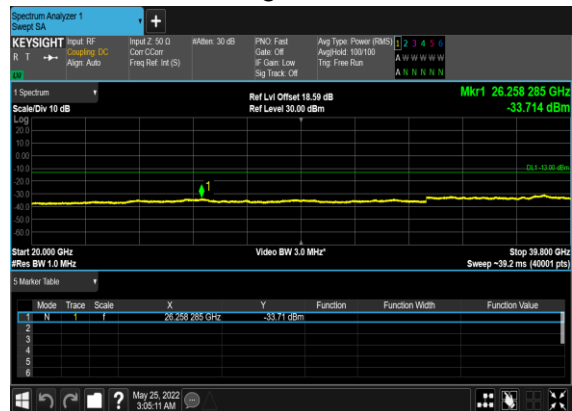 Spectrum Analyzer 1
Swept SA
+
KEYSIGHT Input: RF Input Z: 50 Ω #Atten: 30 dB PNO: Fast Avg Type: Power (RMS) 1 2 3 4 5 6
R T Coupling: DC Corr CCorr Gate: Off Avg|Hold: 100/100 A W W W W W
Align: Auto Freq Ref: Int (S) IF Gain: Low Trig: Free Run
Sig Track: Off A N N N N N
1 Spectrum
Scale/Div 10 dB Ref Lvl Offset 18.59 dB Mkr1 26.258 285 GHz
Ref Level 30.00 dBm -33.714 dBm
Log
20.0
10.0
0.00
-10.0 DL1 -13.00 dBm
-20.0
-30.0 1
-40.0
-50.0
-60.0
Start 20.000 GHz Video BW 3.0 MHz* Stop 39.800 GHz
#Res BW 1.0 MHz Sweep ~39.2 ms (40001 pts)
5 Marker Table
Mode Trace Scale X Y Function Function Width Function Value
1 N 1 f 26.258 285 GHz -33.71 dBm
2
3
4
5
6
? May 25, 2022
3:05:11 AM